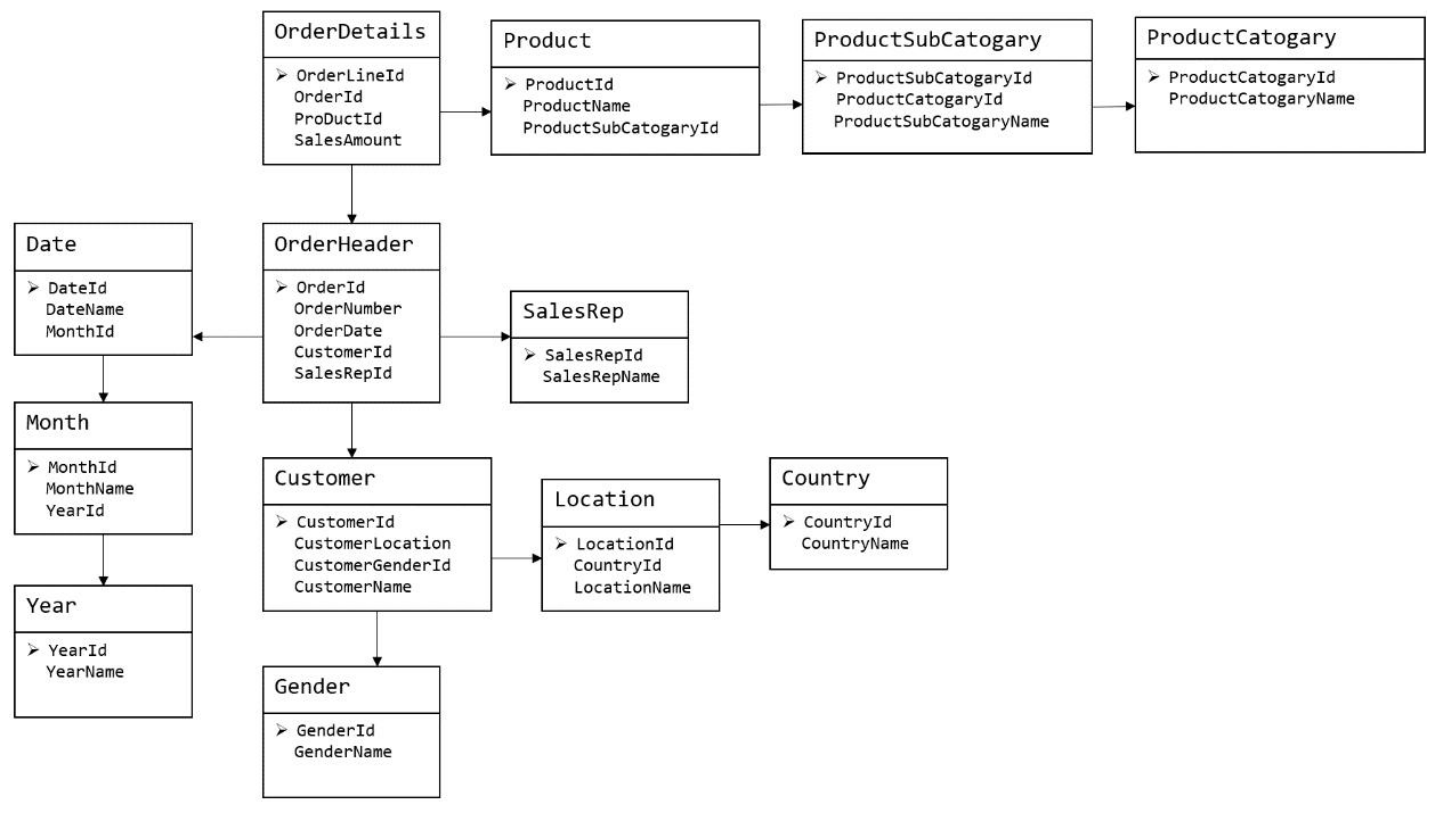 OrderDetails
OrderLineId
OrderId
ProDuctId
SalesAmount
Product
ProductId
ProductName
ProductSubCatogaryId
ProductSubCatogary
ProductSubCatogaryId
ProductCatogaryId
ProductSubCatogaryName
ProductCatogary
ProductCatogaryId
ProductCatogaryName
Date
DateId
DateName
MonthId
OrderHeader
OrderId
OrderNumber
OrderDate
CustomerId
SalesRepId
SalesRep
SalesRepId
SalesRepName
Month
MonthId
MonthName
YearId
Customer
CustomerId
CustomerLocation
CustomerGenderId
CustomerName
Location
LocationId
CountryId
LocationName
Country
CountryId
CountryName
Year
YearId
YearName
Gender
GenderId
GenderName